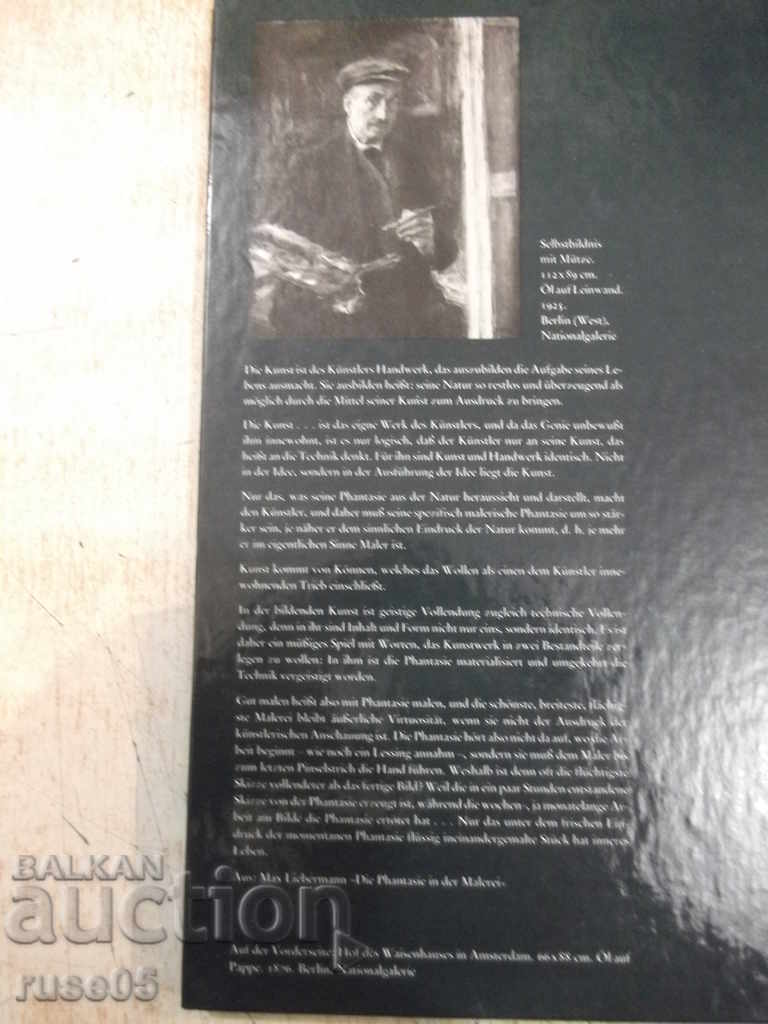 Selbstbildnis
mit Mütze.
112 x 89 cm.
Öl auf Leinwand.
1925.
Berlin (West),
Nationalgalerie
Die Kunst ist des Künstlers Handwerk, das auszubilden die Aufgabe seines Le-
bens ausmacht. Sie ausbilden heißt: seine Natur so restlos und überzeugend als
möglich durch die Mittel seiner Kunst zum Ausdruck zu bringen.
Die Kunst . . . ist das eigne Werk des Künstlers, und da das Genie unbewußt
ihm innewohnt, ist es nur logisch, daß der Künstler nur an seine Kunst, das
heißt an die Technik denkt. Für ihn sind Kunst und Handwerk identisch. Nicht
in der Idee, sondern in der Ausführung der Idee liegt die Kunst.
Nur das, was seine Phantasie aus der Natur heraussieht und darstellt, macht
den Künstler, und daher muß seine spezifisch malerische Phantasie um so stär-
ker sein, je näher er dem sinnlichen Eindruck der Natur kommt, d. h. je mehr
er im eigentlichen Sinne Maler ist.
Kunst kommt von Können, welches das Wollen als einen dem Künstler inne-
wohnenden Trieb einschließt.
In der bildenden Kunst ist geistige Vollendung zugleich technische Vollen-
dung, denn in ihr sind Inhalt und Form nicht nur eins, sondern identisch. Es ist
daher ein müßiges Spiel mit Worten, das Kunstwerk in zwei Bestandteile zer-
legen zu wollen: In ihm ist die Phantasie materialisiert und umgekehrt die
Technik vergeistigt worden.
Gut malen heißt also mit Phantasie malen, und die schönste, breiteste, flächig-
ste Malerei bleibt äußerliche Virtuosität, wenn sie nicht der Ausdruck der
künstlerischen Anschauung ist. Die Phantasie hört also nicht da auf, wo die Ar-
beit beginnt – wie noch ein Lessing annahm –, sondern sie muß dem Maler bis
zum letzten Pinselstrich die Hand führen. Weshalb ist denn oft die flüchtigste
Skizze vollendeter als das fertige Bild? Weil die in ein paar Stunden entstandene
Skizze von der Phantasie erzeugt ist, während die wochen-, ja monatelange Ar-
beit am Bilde die Phantasie ertötet hat . . . Nur das unter dem frischen Ein-
druck der momentanen Phantasie flüssig ineinandergemalte Stück hat inneres
Leben.
Aus: Max Liebermann »Die Phantasie in der Malerei«
BALKAN
auction
Auf der Vorderseite: Hof des Waisenhauses in Amsterdam. 66 x 88 cm. Öl auf
Pappe. 1876. Berlin, Nationalgalerie
ruse05